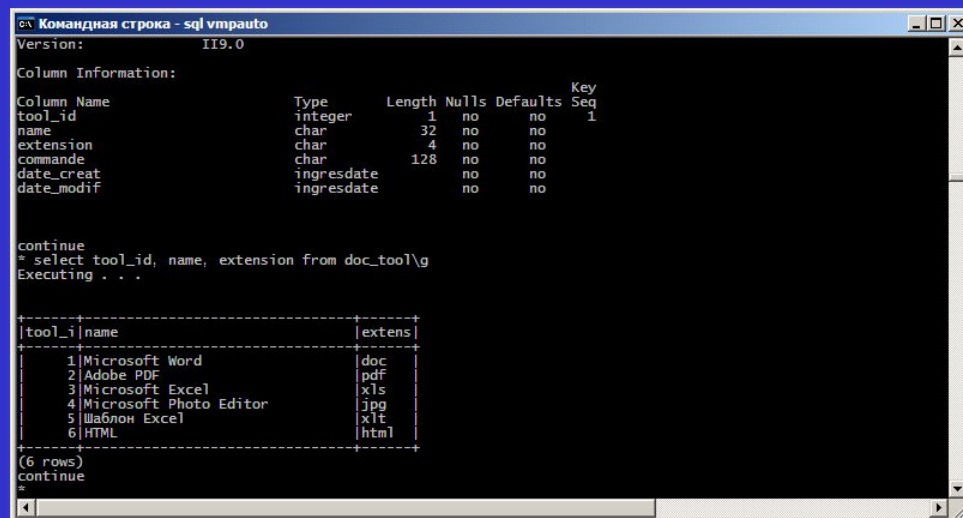 Командная строка - sql vmpauto
Version: II9.0
Column Information:
Key
Column Name Type Length Nulls Defaults Seq
tool_id integer 1 no no 1
name char 32 no no
extension char 4 no no
commande char 128 no no
date_creat ingresdate no no
date_modif ingresdate no no
continue
* select tool_id, name, extension from doc_tool\g
Executing . . .
+------+--------------------------------+------+
|tool_i|name |extens|
+------+--------------------------------+------+
| 1|Microsoft Word |doc |
| 2|Adobe PDF |pdf |
| 3|Microsoft Excel |xls |
| 4|Microsoft Photo Editor |jpg |
| 5|Шаблон Excel |xlt |
| 6|HTML |html |
+------+--------------------------------+------+
(6 rows)
continue
*